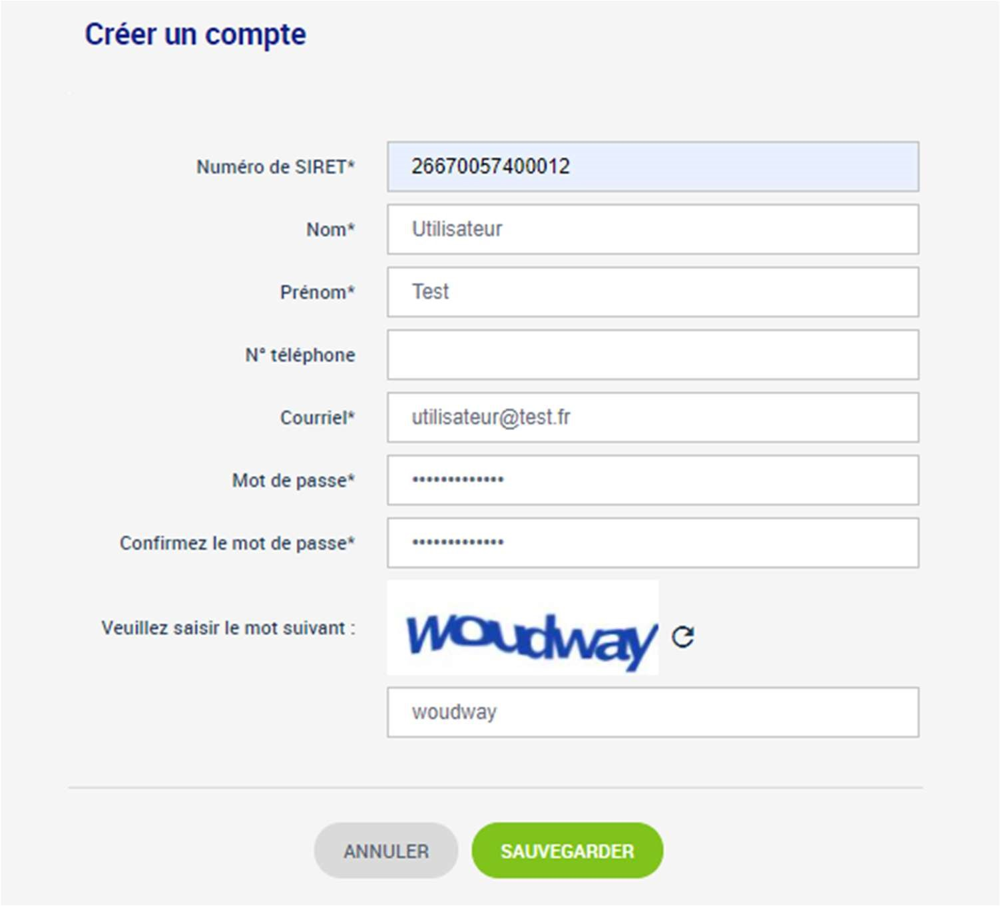 Créer un compte
Numéro de SIRET* 26670057400012
Nom* Utilisateur
Prénom* Test
N° téléphone
Courriel* utilisateur@test.fr
Mot de passe* •••••••••••••
Confirmez le mot de passe* •••••••••••••
Veuillez saisir le mot suivant : woudway
woudway
ANNULER SAUVEGARDER